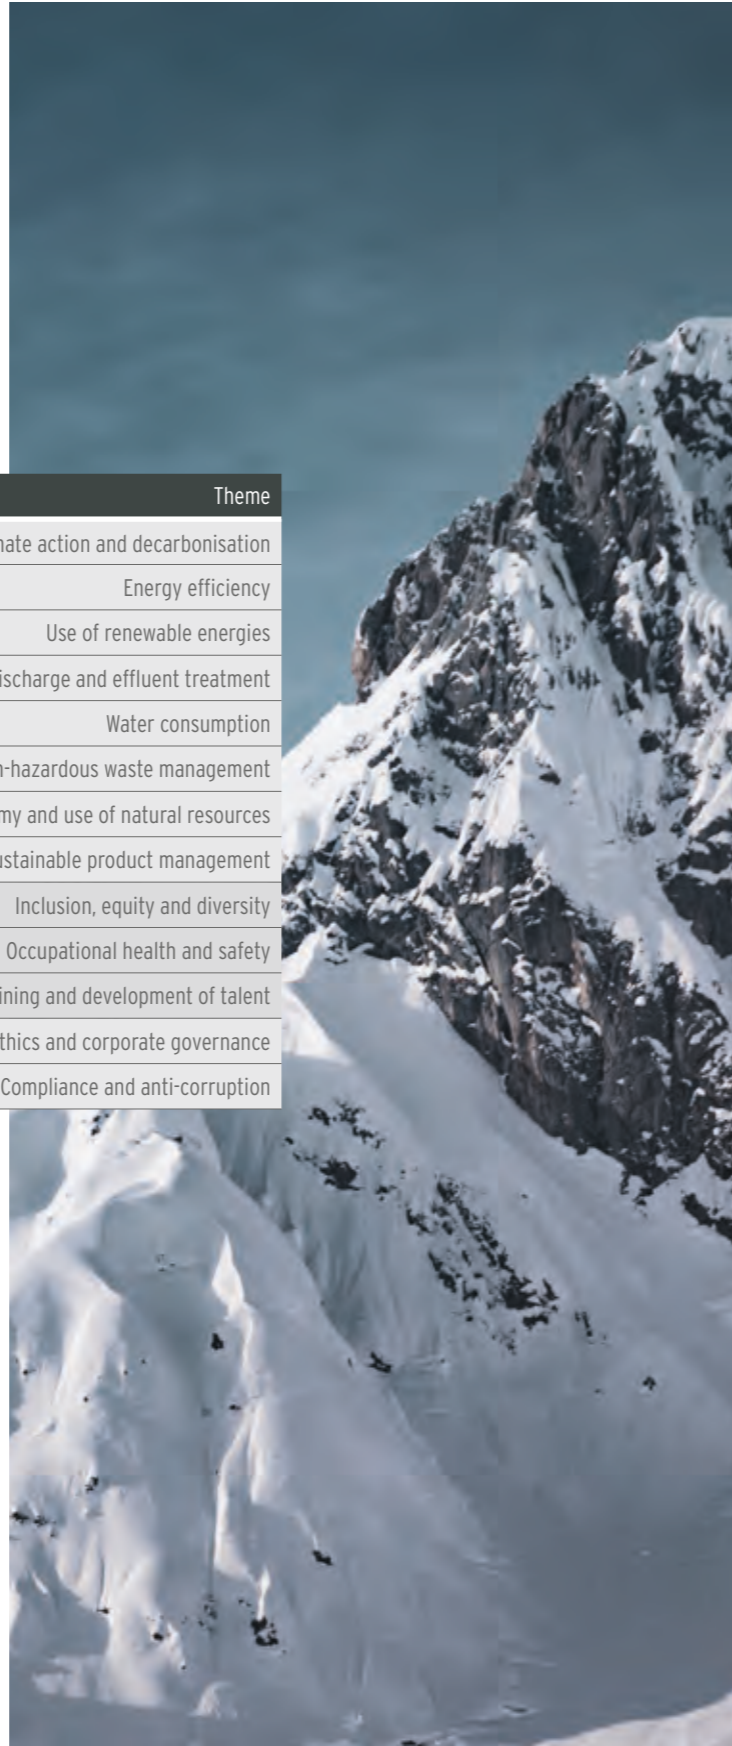 Theme
mate action and decarbonisation
Energy efficiency
Use of renewable energies
ischarge and effluent treatment
Water consumption
n-hazardous waste management
my and use of natural resources
ustainable product management
Inclusion, equity and diversity
Occupational health and safety
ining and development of talent
thics and corporate governance
Compliance and anti-corruption